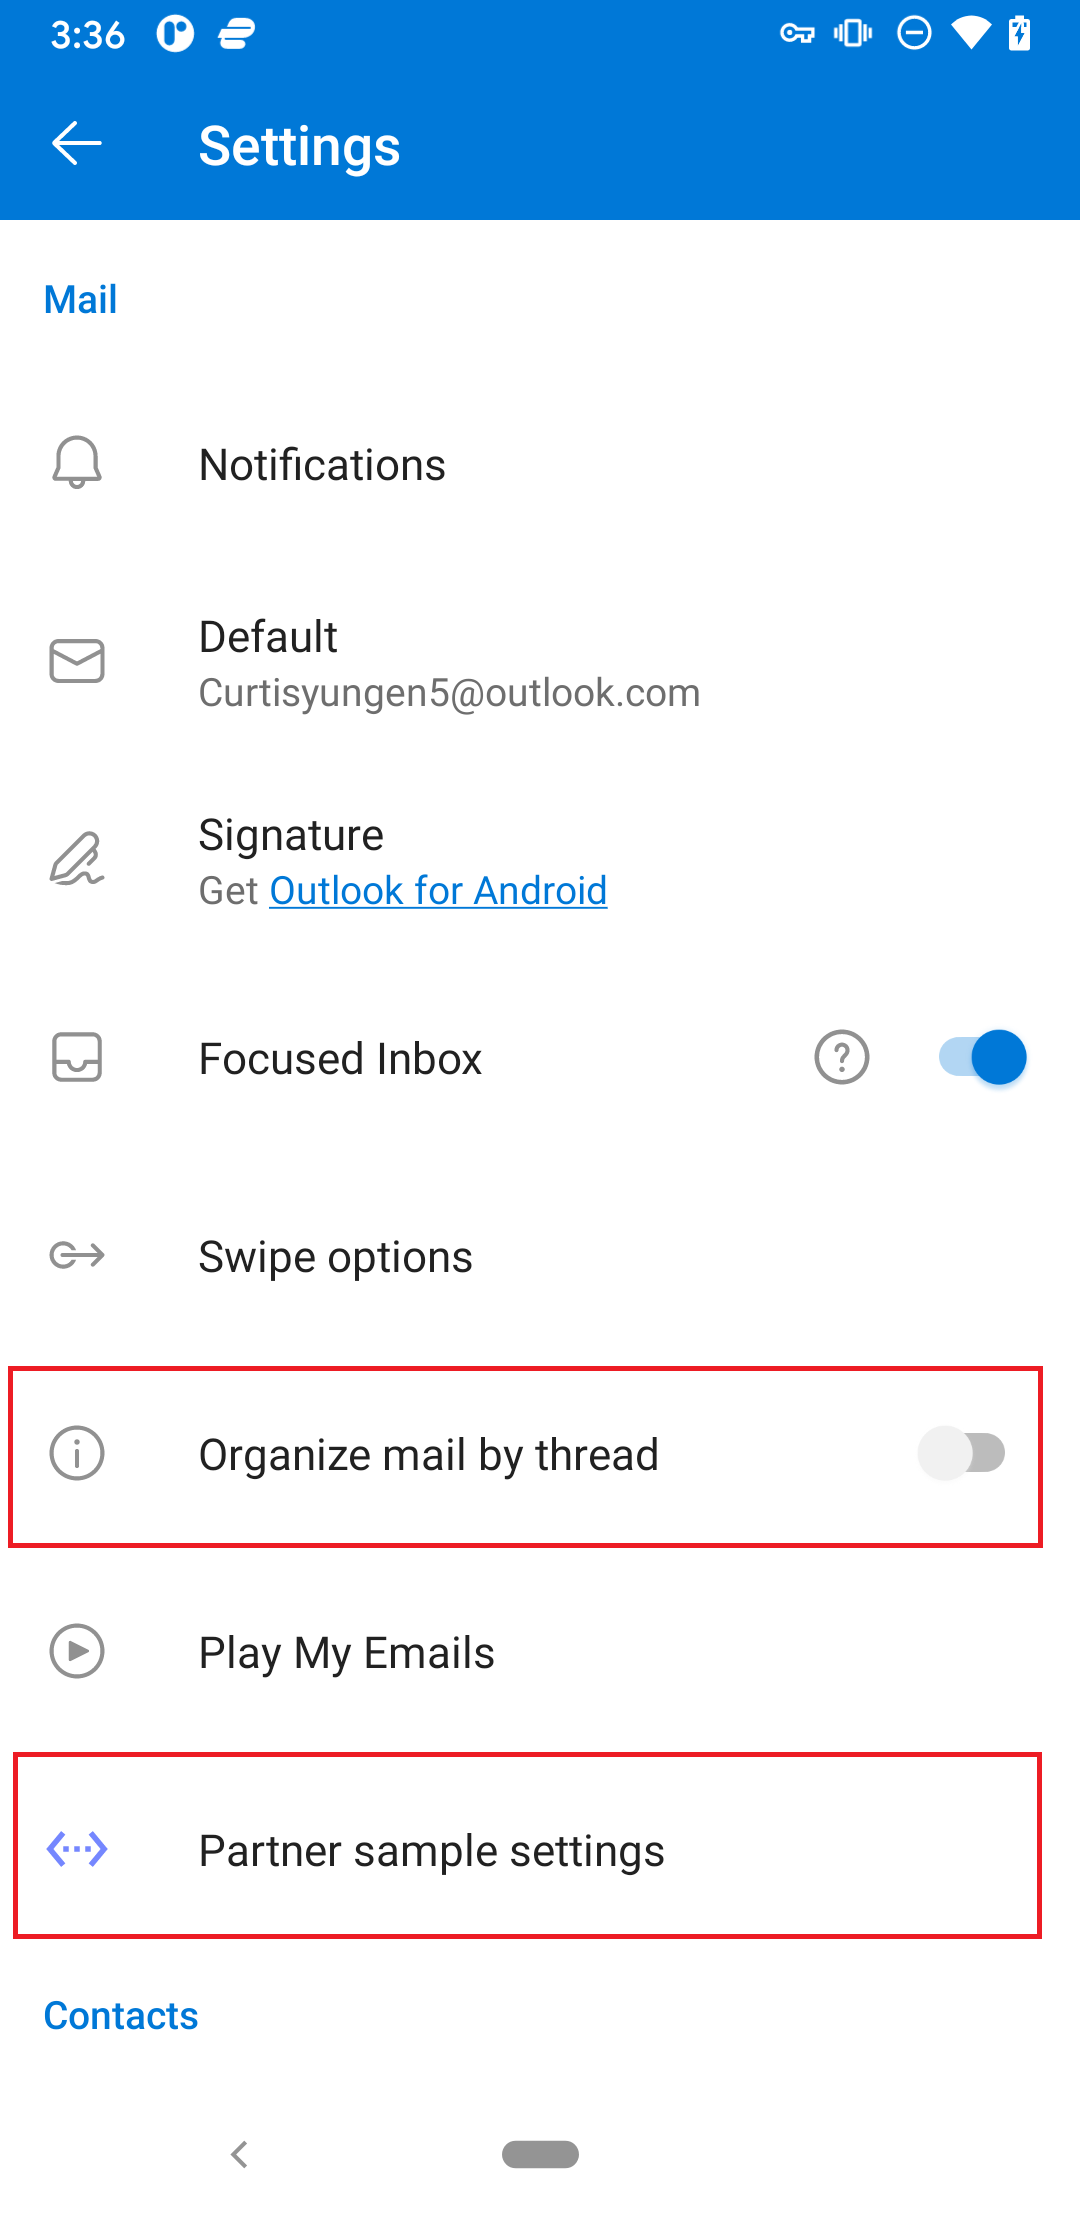 3:36
Settings
Mail
Notifications
Default
Curtisyungen5@outlook.com
Signature
Get Outlook for Android
Focused Inbox
Swipe options
Organize mail by thread
Play My Emails
Partner sample settings
Contacts